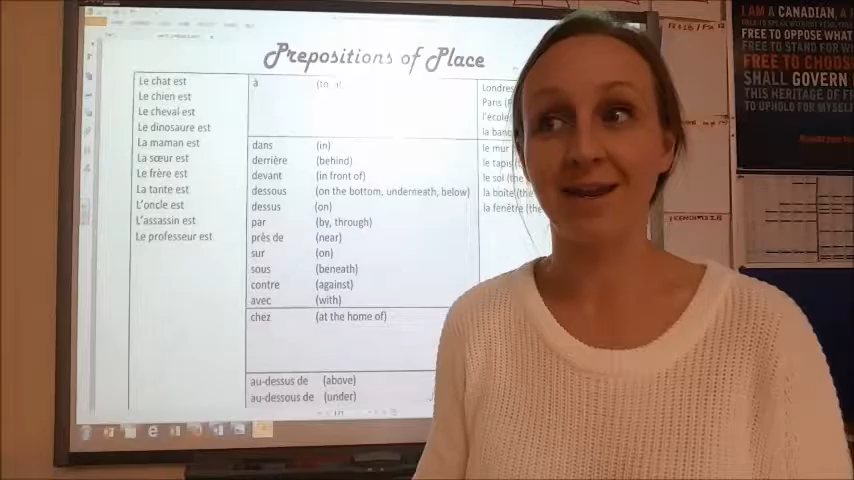 Prepositions of Place
Le chat est
Le chien est
Le cheval est
Le dinosaure est
La maman est
La sœur est
Le frère est
La tante est
L'oncle est
L'assassin est
Le professeur est
à
dans (in)
derrière (behind)
devant (in front of)
dessous (on the bottom, underneath, below)
dessus (on)
par (by, through)
près de (near)
sur (on)
sous (beneath)
contre (against)
avec (with)
chez (at the home of)
au-dessus de (above)
au-dessous de (under)
Londres
Paris
l'école
le mur
le tapis
le sol (the
la boîte (the
la fenêtre (the
I AM A CANADIAN, A
FREE TO OPPOSE WHAT
FREE TO STAND FOR W
FREE TO CHOOSE
SHALL GOVERN
THIS HERITAGE OF F
TO UPHOLD FOR MYSELF